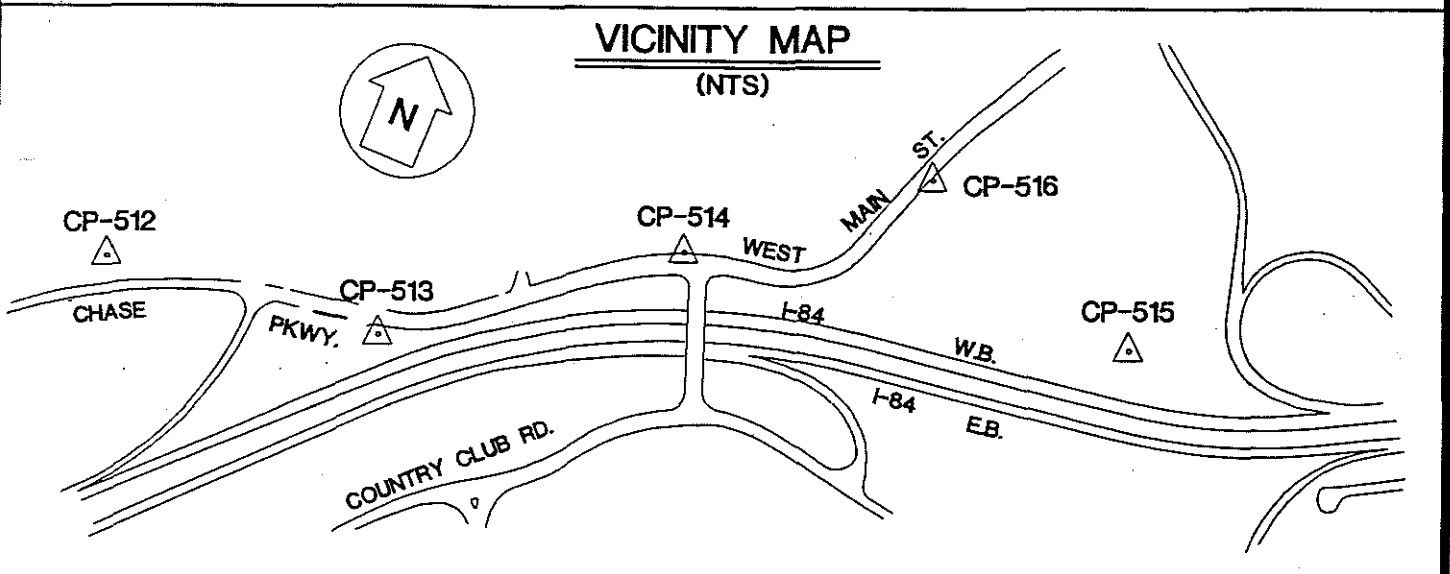 VICINITY MAP
(NTS)
N
CP-512
CP-513
CP-514
CP-516
CP-515
CHASE
PKWY.
WEST
MAIN
ST.
I-84
W.B.
I-84
E.B.
COUNTRY CLUB RD.